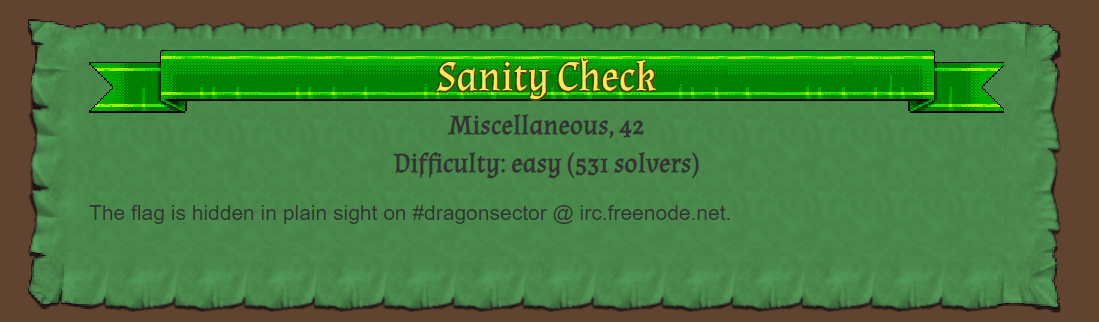 Sanity Check
Miscellaneous, 42
Difficulty: easy (531 solvers)
The flag is hidden in plain sight on #dragonsector @ irc.freenode.net.